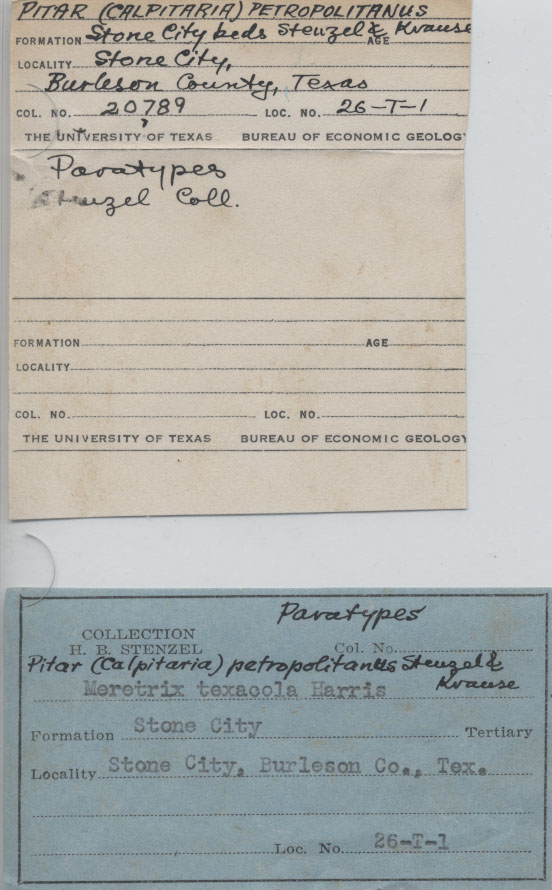 PITAR (CALPITARIA) PETROPOLITANUS
FORMATION Stone City beds Stenzel & AGE Krause
LOCALITY Stone City,
Burleson County, Texas
COL. NO. 20789 LOC. NO. 26-T-1
THE UNIVERSITY OF TEXAS BUREAU OF ECONOMIC GEOLOGY
Paratypes
Stenzel Coll.
FORMATION AGE
LOCALITY
COL. NO. LOC. NO.
THE UNIVERSITY OF TEXAS BUREAU OF ECONOMIC GEOLOGY
Paratypes
COLLECTION
H. B. STENZEL Col. No.
Pitar (Calpitaria) petropolitanus Stenzel &
Meretrix texacola Harris Krause
Formation Stone City Tertiary
Locality Stone City, Burleson Co., Tex.
Loc. No. 26-T-1